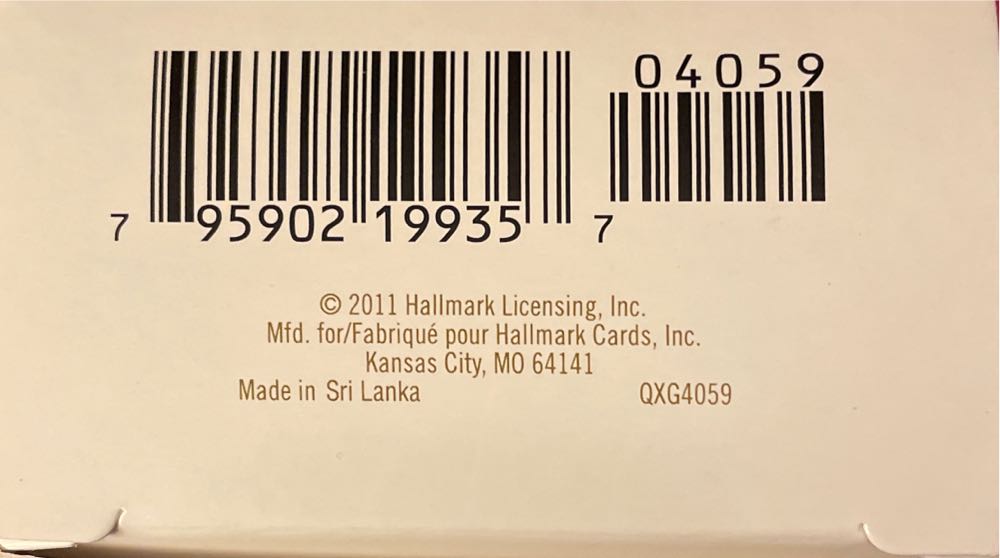 04059
7 95902 19935 7
© 2011 Hallmark Licensing, Inc.
Mfd. for/Fabriqué pour Hallmark Cards, Inc.
Kansas City, MO 64141
Made in Sri Lanka QXG4059